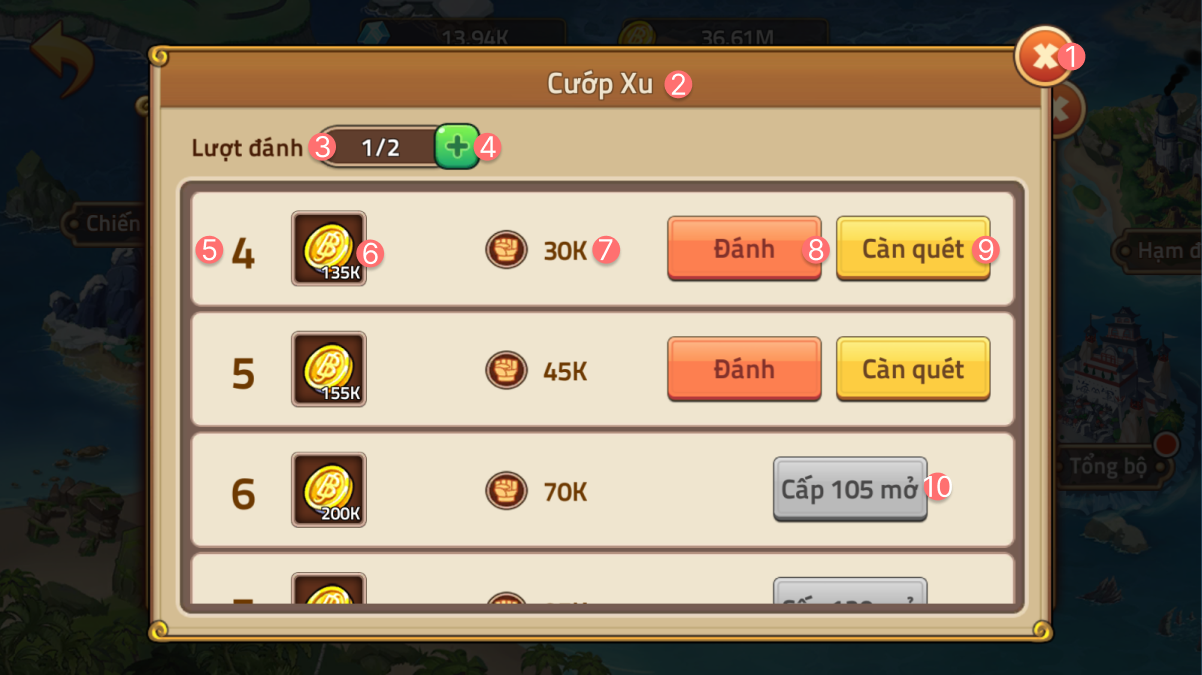 13.94K 36.61M
1
Cướp Xu 2
Lượt đánh 3 1/2 4
Chiến
5 4 135K 6 30K 7 Đánh 8 Càn quét 9
Hạm
5 155K 45K Đánh Càn quét
Tổng bộ
6 200K 70K Cấp 105 mở 10